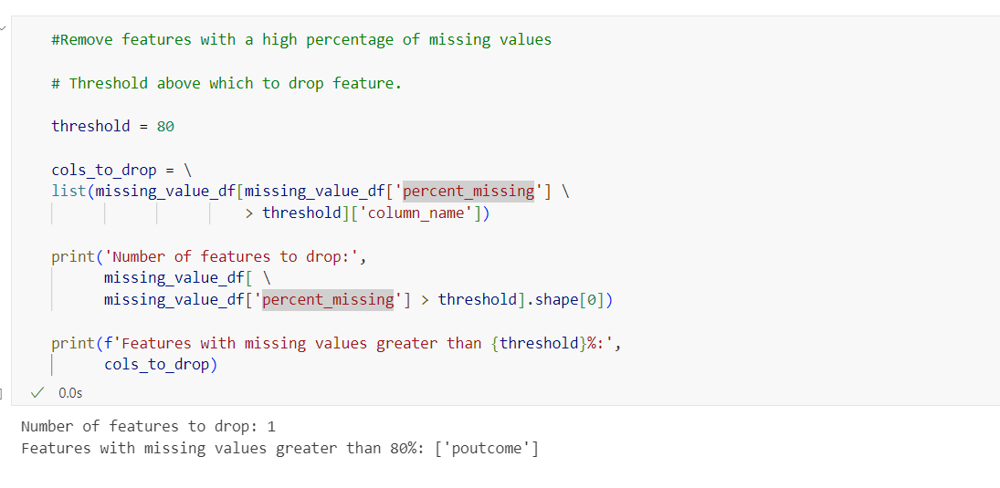 #Remove features with a high percentage of missing values
# Threshold above which to drop feature.
threshold = 80
cols_to_drop = \
list(missing_value_df[missing_value_df['percent_missing'] \
> threshold]['column_name'])
print('Number of features to drop:',
missing_value_df[ \
missing_value_df['percent_missing'] > threshold].shape[0])
print(f'Features with missing values greater than {threshold}%:',
cols_to_drop)
0.0s
Number of features to drop: 1
Features with missing values greater than 80%: ['poutcome']